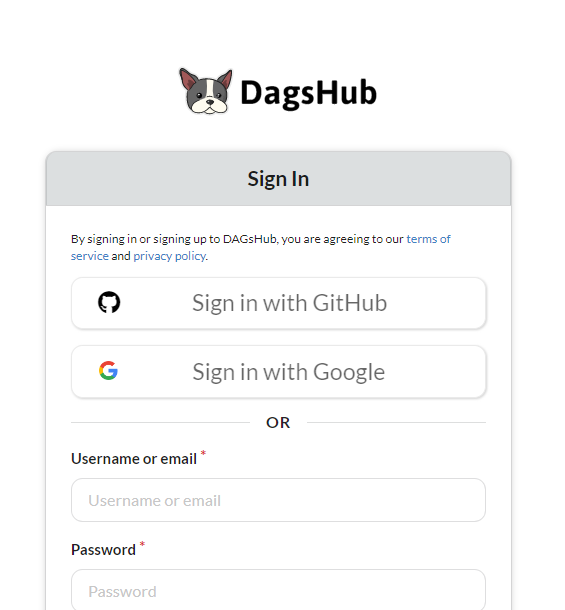 DagsHub
Sign In
By signing in or signing up to DAGsHub, you are agreeing to our terms of
service and privacy policy.
Sign in with GitHub
Sign in with Google
OR
Username or email *
Username or email
Password *
Password